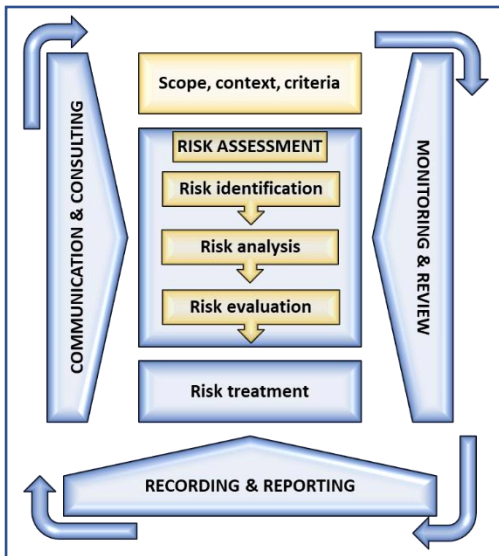 Scope, context, criteria
RISK ASSESSMENT
Risk identification
Risk analysis
Risk evaluation
Risk treatment
COMMUNICATION & CONSULTING
MONITORING & REVIEW
RECORDING & REPORTING